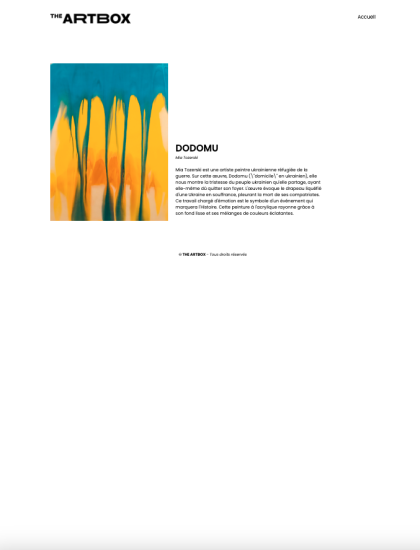 THE ARTBOX
Accueil
DODOMU
Mia Tozerski
Mia Tozerski est une artiste peintre ukrainienne réfugiée de la
guerre. Sur cette œuvre, Dodomu (\"domicile\" en ukrainien), elle
nous montre la tristesse du peuple ukrainien qu'elle partage, ayant
elle-même dû quitter son foyer. L'œuvre évoque le drapeau liquéfié
d'une Ukraine en souffrance, pleurant la mort de ses compatriotes.
Ce travail chargé d'émotion est le symbole d'un événement qui
marquera l'Histoire. Cette peinture à l'acrylique rayonne grâce à
son fond lisse et ses mélanges de couleurs éclatantes.
© THE ARTBOX - Tous droits réservés